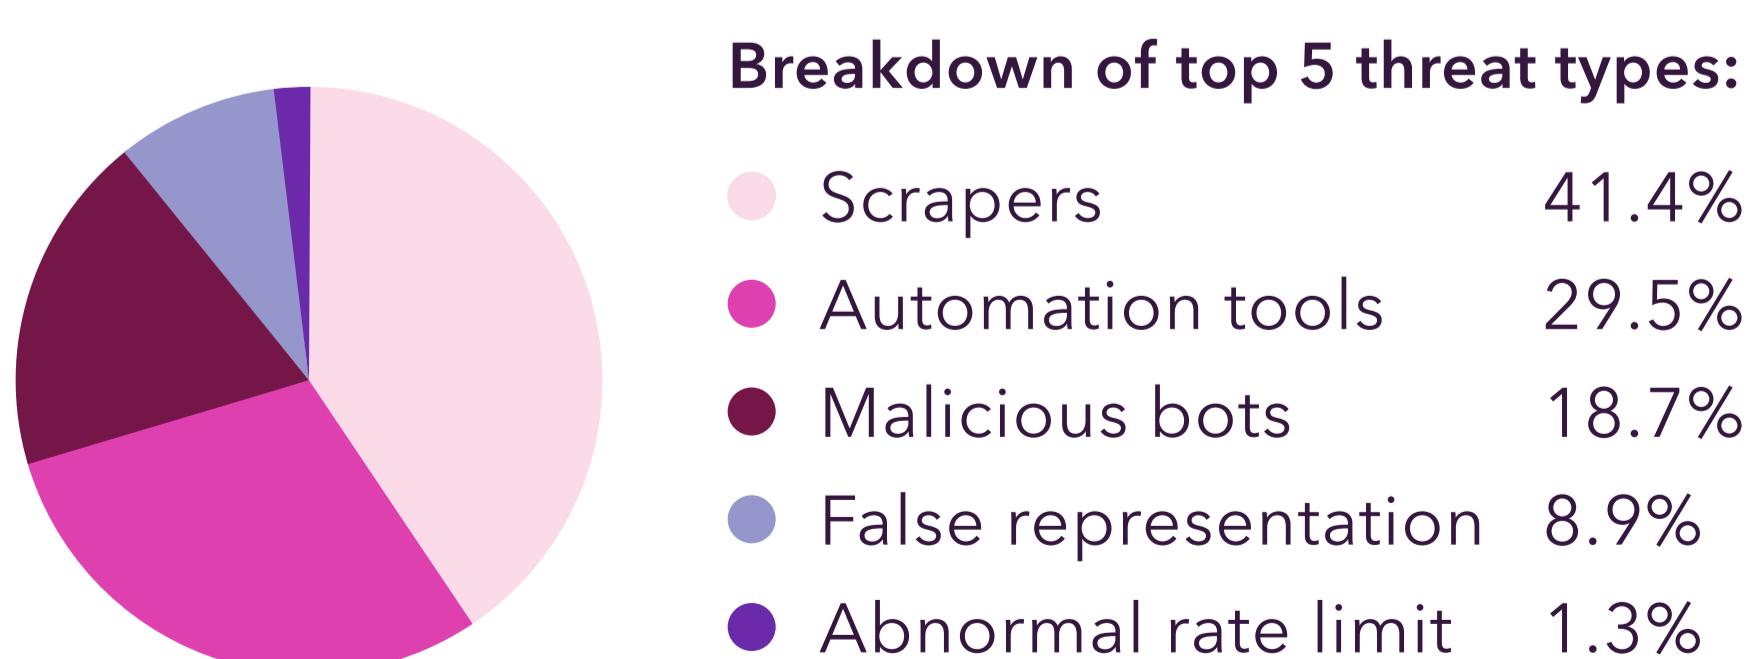 Breakdown of top 5 threat types:
Scrapers 41.4%
Automation tools 29.5%
Malicious bots 18.7%
False representation 8.9%
Abnormal rate limit 1.3%